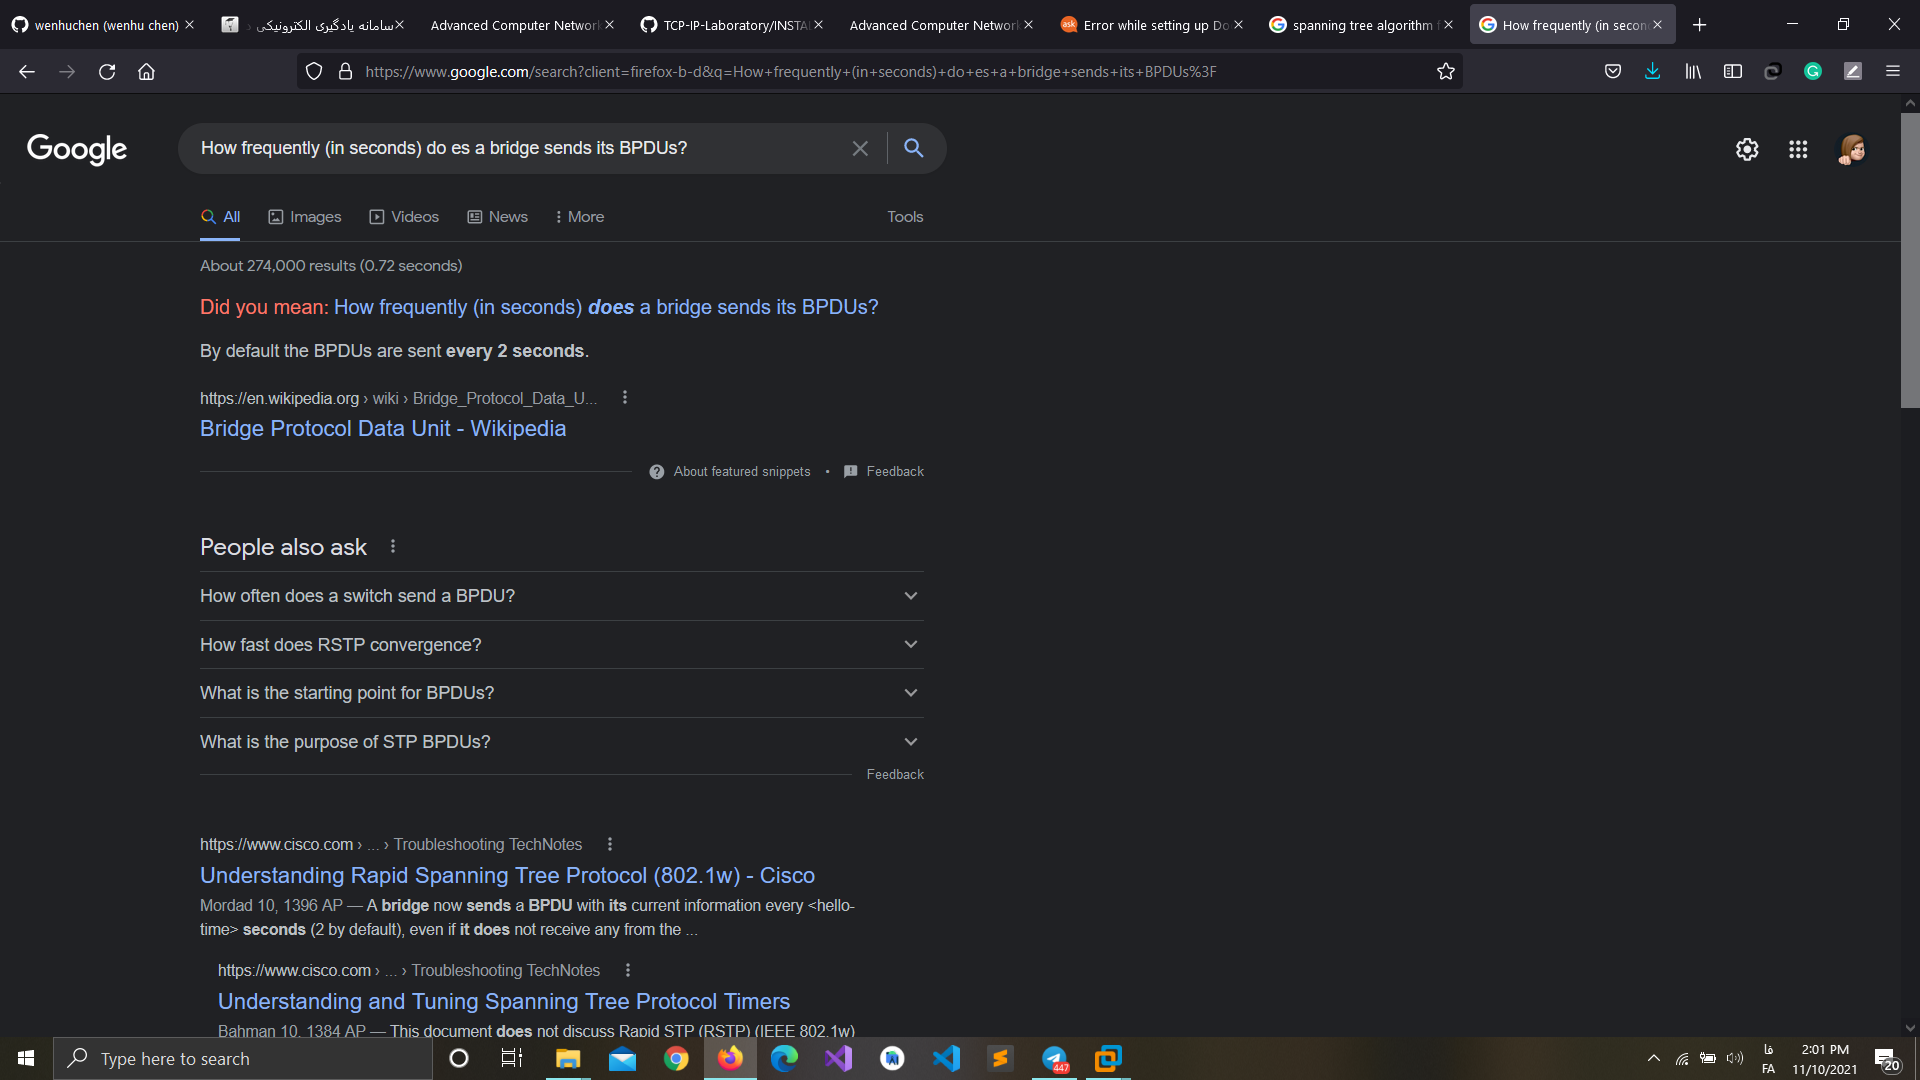 wenhuchen (wenhu chen)
سامانه یادگیری الکترونیکی
Advanced Computer Network
TCP-IP-Laboratory/INSTAL
Advanced Computer Network
Error while setting up Do
spanning tree algorithm f
How frequently (in secon
https://www.google.com/search?client=firefox-b-d&q=How+frequently+(in+seconds)+do+es+a+bridge+sends+its+BPDUs%3F
Google
How frequently (in seconds) do es a bridge sends its BPDUs?
All
Images
Videos
News
More
Tools
About 274,000 results (0.72 seconds)
Did you mean: How frequently (in seconds) does a bridge sends its BPDUs?
By default the BPDUs are sent every 2 seconds.
https://en.wikipedia.org › wiki › Bridge_Protocol_Data_U...
Bridge Protocol Data Unit - Wikipedia
About featured snippets • Feedback
People also ask
How often does a switch send a BPDU?
How fast does RSTP convergence?
What is the starting point for BPDUs?
What is the purpose of STP BPDUs?
Feedback
https://www.cisco.com › ... › Troubleshooting TechNotes
Understanding Rapid Spanning Tree Protocol (802.1w) - Cisco
Mordad 10, 1396 AP — A bridge now sends a BPDU with its current information every <hello-
time> seconds (2 by default), even if it does not receive any from the ...
https://www.cisco.com › ... › Troubleshooting TechNotes
Understanding and Tuning Spanning Tree Protocol Timers
Bahman 10, 1384 AP — This document does not discuss Rapid STP (RSTP) (IEEE 802.1w)
Type here to search
447
فا
FA
2:01 PM
11/10/2021
20